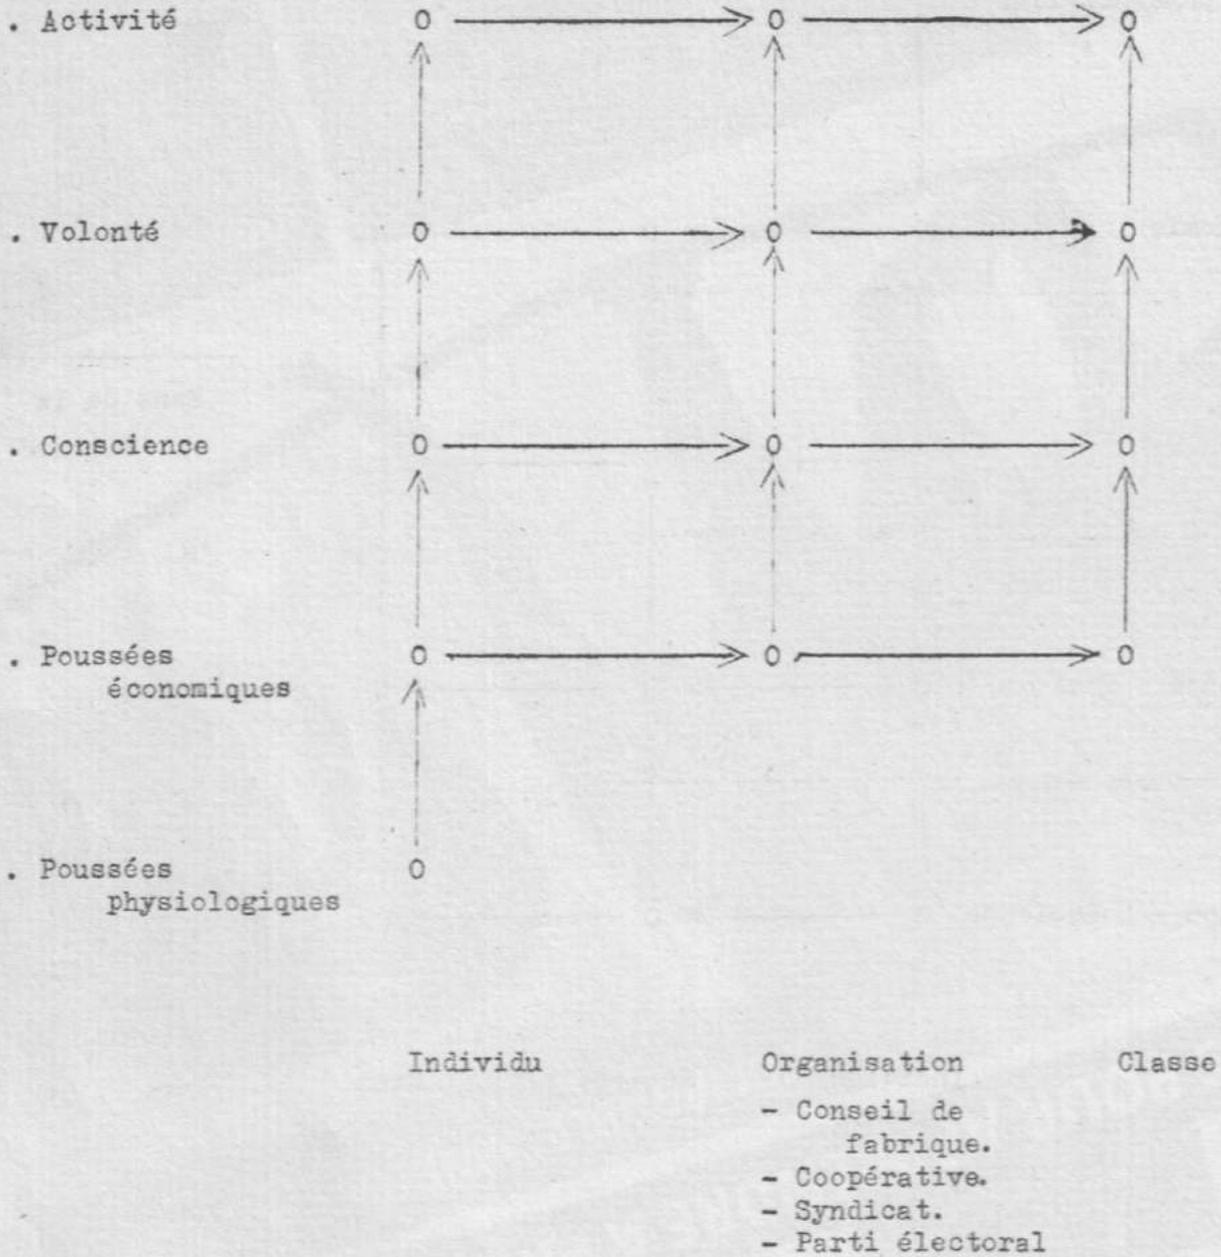 . Activité O O O
. Volonté O O O
. Conscience O O O
. Poussées O O O
économiques
. Poussées O
physiologiques
Individu Organisation Classe
- Conseil de
fabrique.
- Coopérative.
- Syndicat.
- Parti électoral